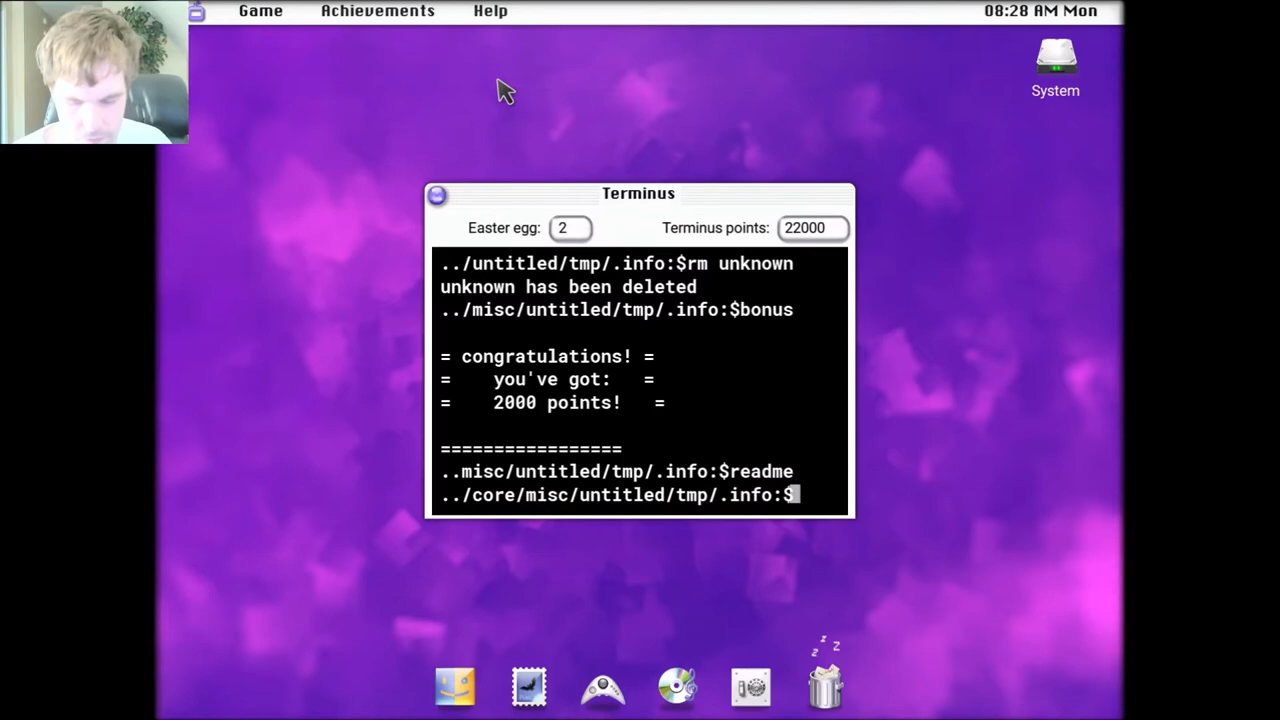 Game Achievements Help 08:28 AM Mon
System
Terminus
Easter egg: 2 Terminus points: 22000
../untitled/tmp/.info:$rm unknown
unknown has been deleted
../misc/untitled/tmp/.info:$bonus
= congratulations! =
= you've got: =
= 2000 points! =
=================
..misc/untitled/tmp/.info:$readme
../core/misc/untitled/tmp/.info:$
z z z